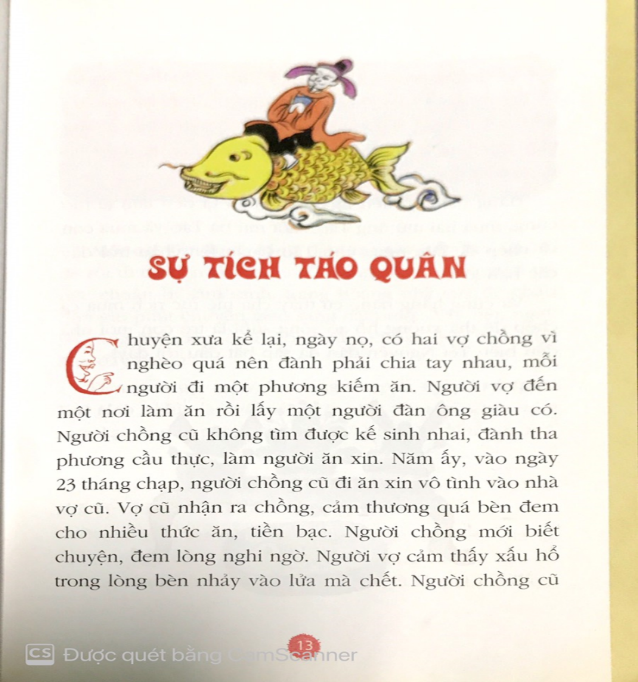 SỰ TÍCH TÁO QUÂN
Chuyện xưa kể lại, ngày nọ, có hai vợ chồng vì
nghèo quá nên đành phải chia tay nhau, mỗi
người đi một phương kiếm ăn. Người vợ đến
một nơi làm ăn rồi lấy một người đàn ông giàu có.
Người chồng cũ không tìm được kế sinh nhai, đành tha
phương cầu thực, làm người ăn xin. Năm ấy, vào ngày
23 tháng chạp, người chồng cũ đi ăn xin vô tình vào nhà
vợ cũ. Vợ cũ nhận ra chồng, cảm thương quá bèn đem
cho nhiều thức ăn, tiền bạc. Người chồng mới biết
chuyện, đem lòng nghi ngờ. Người vợ cảm thấy xấu hổ
trong lòng bèn nhảy vào lửa mà chết. Người chồng cũ
13
CS Được quét bằng CamScanner